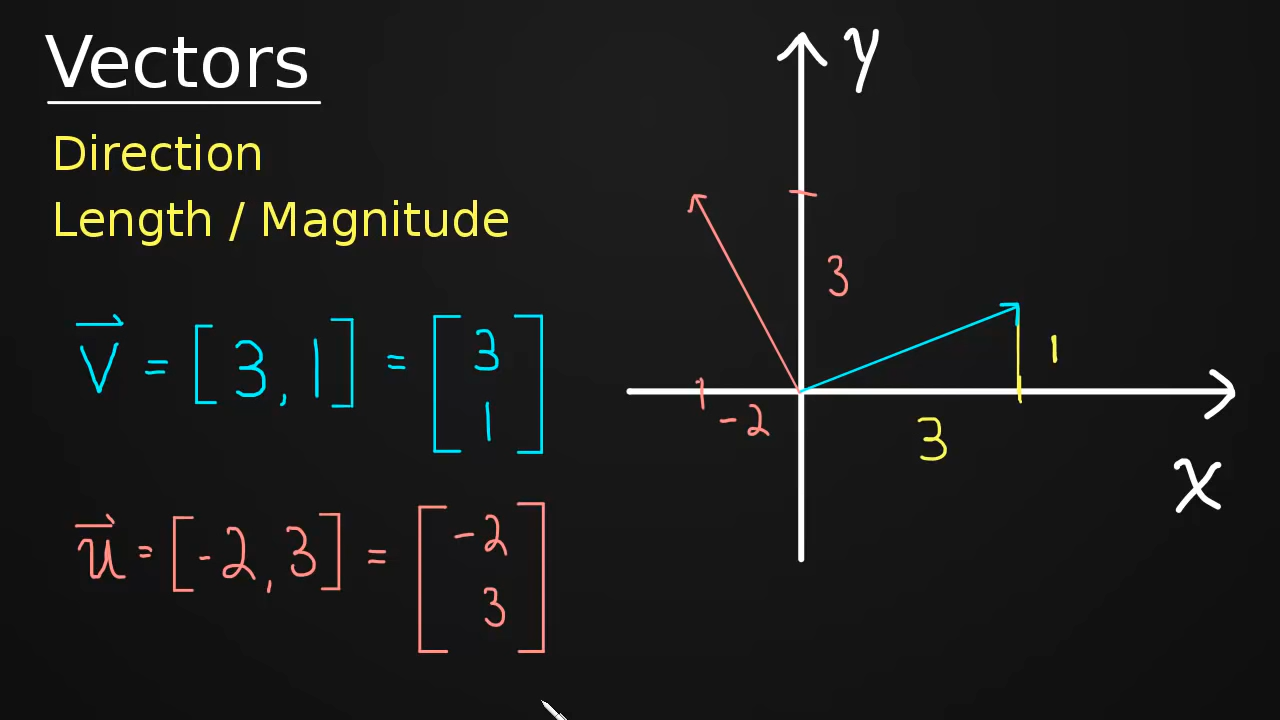 Vectors
Direction
Length / Magnitude
v⃗ = [3, 1] = [3
1]
u⃗ = [-2, 3] = [-2
3]
y
3
1
-2
3
x